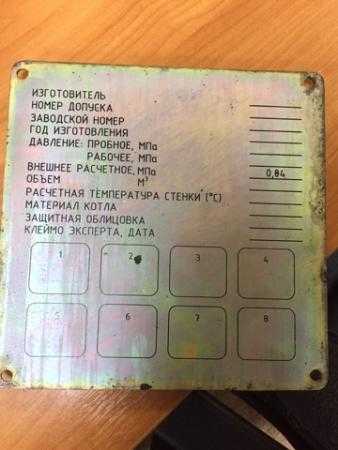 ИЗГОТОВИТЕЛЬ
НОМЕР ДОПУСКА
ЗАВОДСКОЙ НОМЕР
ГОД ИЗГОТОВЛЕНИЯ
ДАВЛЕНИЕ: ПРОБНОЕ, МПа
РАБОЧЕЕ, МПа
ВНЕШНЕЕ РАСЧЕТНОЕ, МПа 0,04
ОБЪЕМ м³
РАСЧЕТНАЯ ТЕМПЕРАТУРА СТЕНКИ (°С)
МАТЕРИАЛ КОТЛА
ЗАЩИТНАЯ ОБЛИЦОВКА
КЛЕЙМО ЭКСПЕРТА, ДАТА
1 2 3 4
5 6 7 8